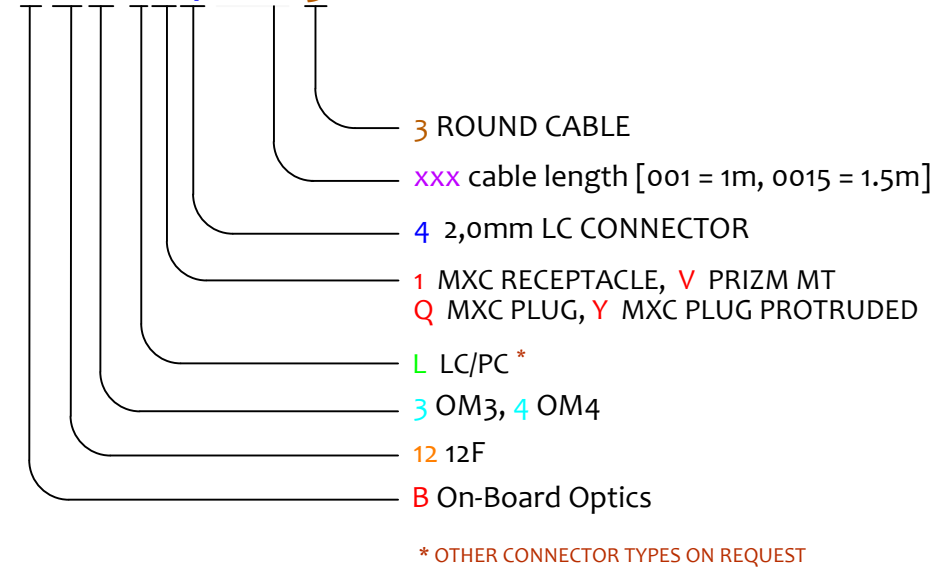 3 ROUND CABLE
xxx cable length [001 = 1m, 0015 = 1.5m]
4 2,0mm LC CONNECTOR
1 MXC RECEPTACLE, V PRIZM MT
Q MXC PLUG, Y MXC PLUG PROTRUDED
L LC/PC *
3 OM3, 4 OM4
12 12F
B On-Board Optics
* OTHER CONNECTOR TYPES ON REQUEST